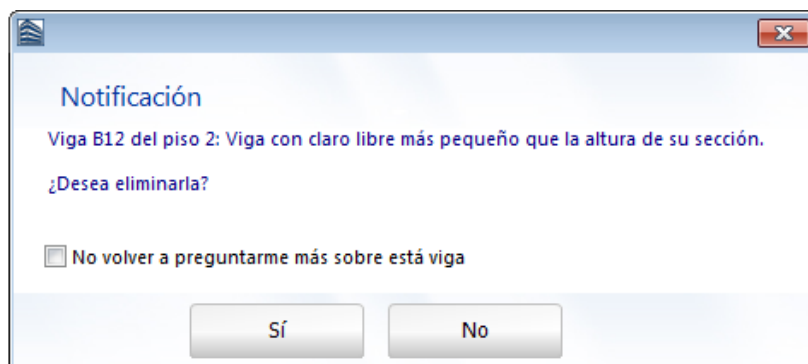 Notificación
Viga B12 del piso 2: Viga con claro libre más pequeño que la altura de su sección.
¿Desea eliminarla?
No volver a preguntarme más sobre está viga
Sí
No